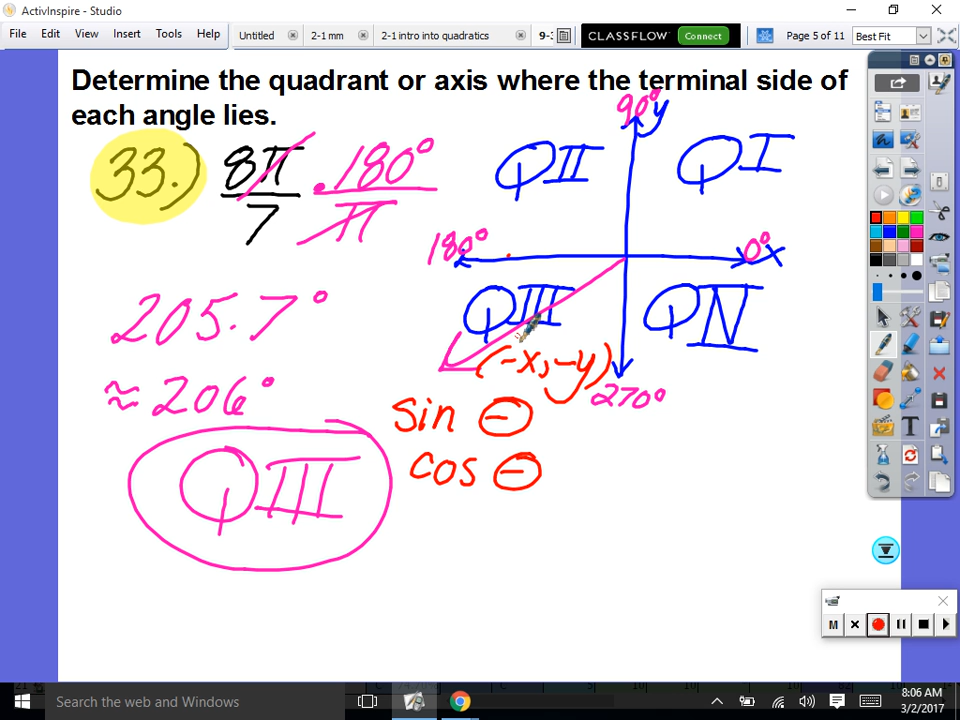 ActivInspire - Studio
File Edit View Insert Tools Help
Untitled
2-1 mm
2-1 intro into quadratics
9-3
CLASSFLOW Connect
Page 5 of 11
Best Fit
Determine the quadrant or axis where the terminal side of
each angle lies.
33.) 8π/7 . 180°/π
205.7°
≈ 206°
QIII
90° y
QII QI
180° 0° x
QIII QIV
(-x, -y)
270°
sin ⊖
cos ⊖
T
M
Search the web and Windows
8:06 AM
3/2/2017